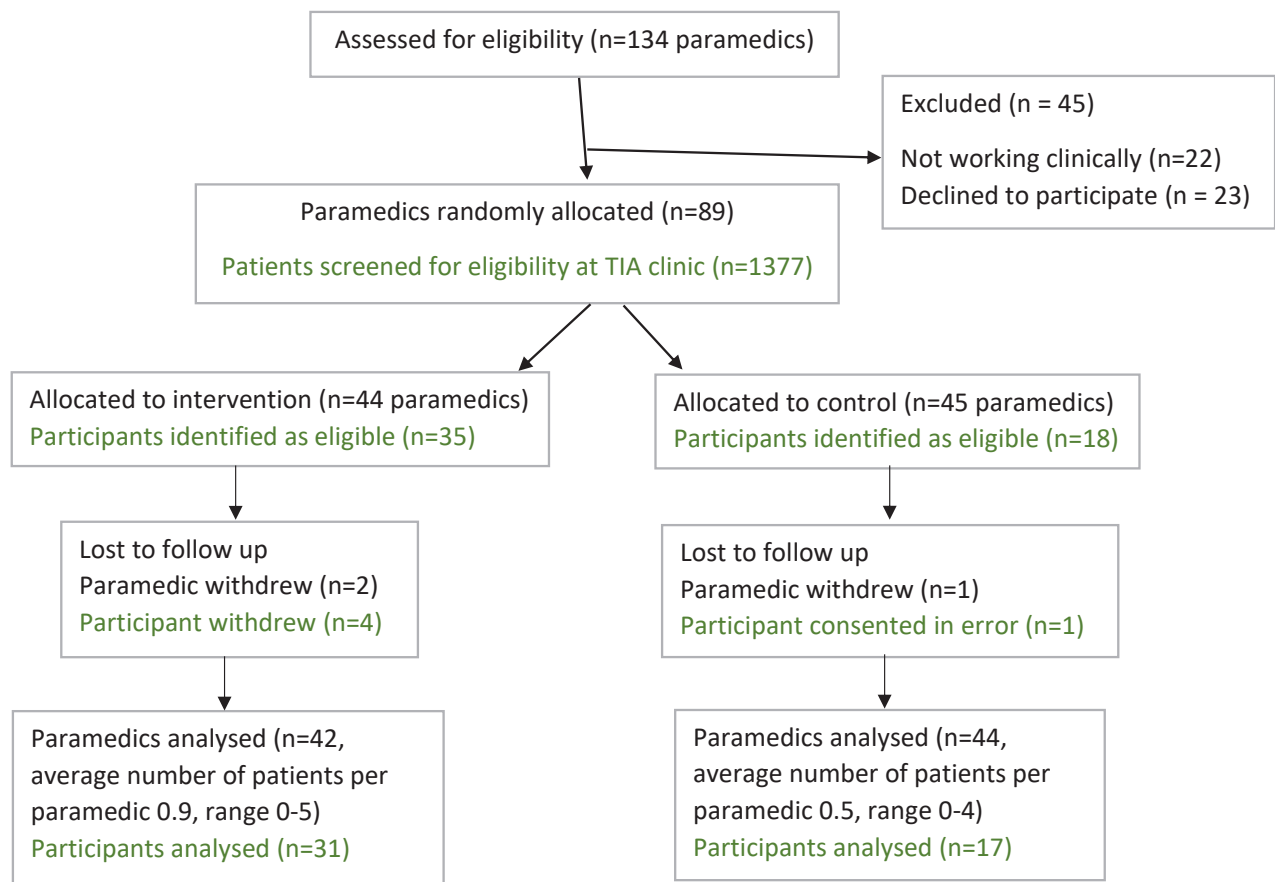 Assessed for eligibility (n=134 paramedics)
Excluded (n = 45)
Not working clinically (n=22)
Declined to participate (n = 23)
Paramedics randomly allocated (n=89)
Patients screened for eligibility at TIA clinic (n=1377)
Allocated to intervention (n=44 paramedics)
Participants identified as eligible (n=35)
Allocated to control (n=45 paramedics)
Participants identified as eligible (n=18)
Lost to follow up
Paramedic withdrew (n=2)
Participant withdrew (n=4)
Lost to follow up
Paramedic withdrew (n=1)
Participant consented in error (n=1)
Paramedics analysed (n=42,
average number of patients per
paramedic 0.9, range 0-5)
Participants analysed (n=31)
Paramedics analysed (n=44,
average number of patients per
paramedic 0.5, range 0-4)
Participants analysed (n=17)